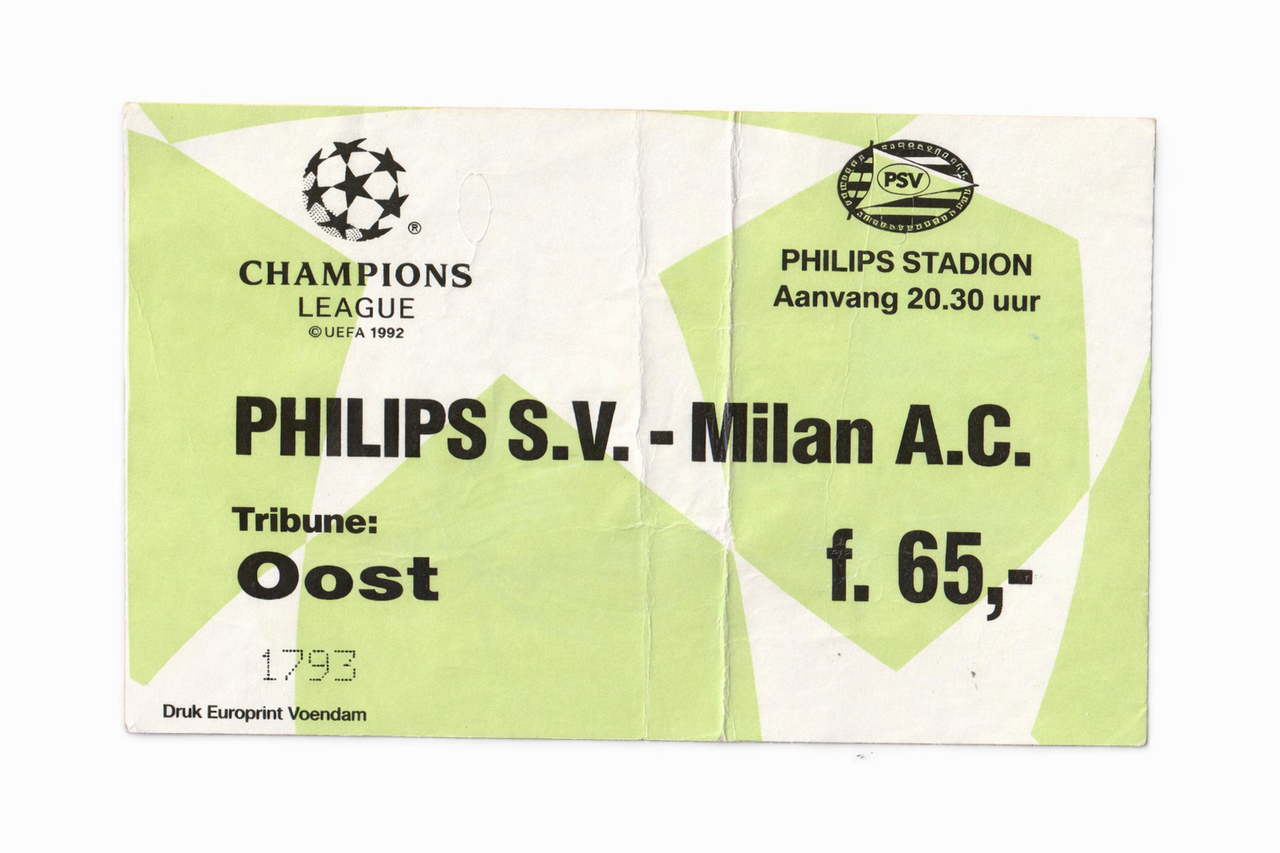 CHAMPIONS
LEAGUE
© UEFA 1992
®
PSV
PHILIPS STADION
Aanvang 20.30 uur
PHILIPS S.V. - Milan A.C.
Tribune:
Oost
f. 65,-
1793
Druk Europrint Voendam